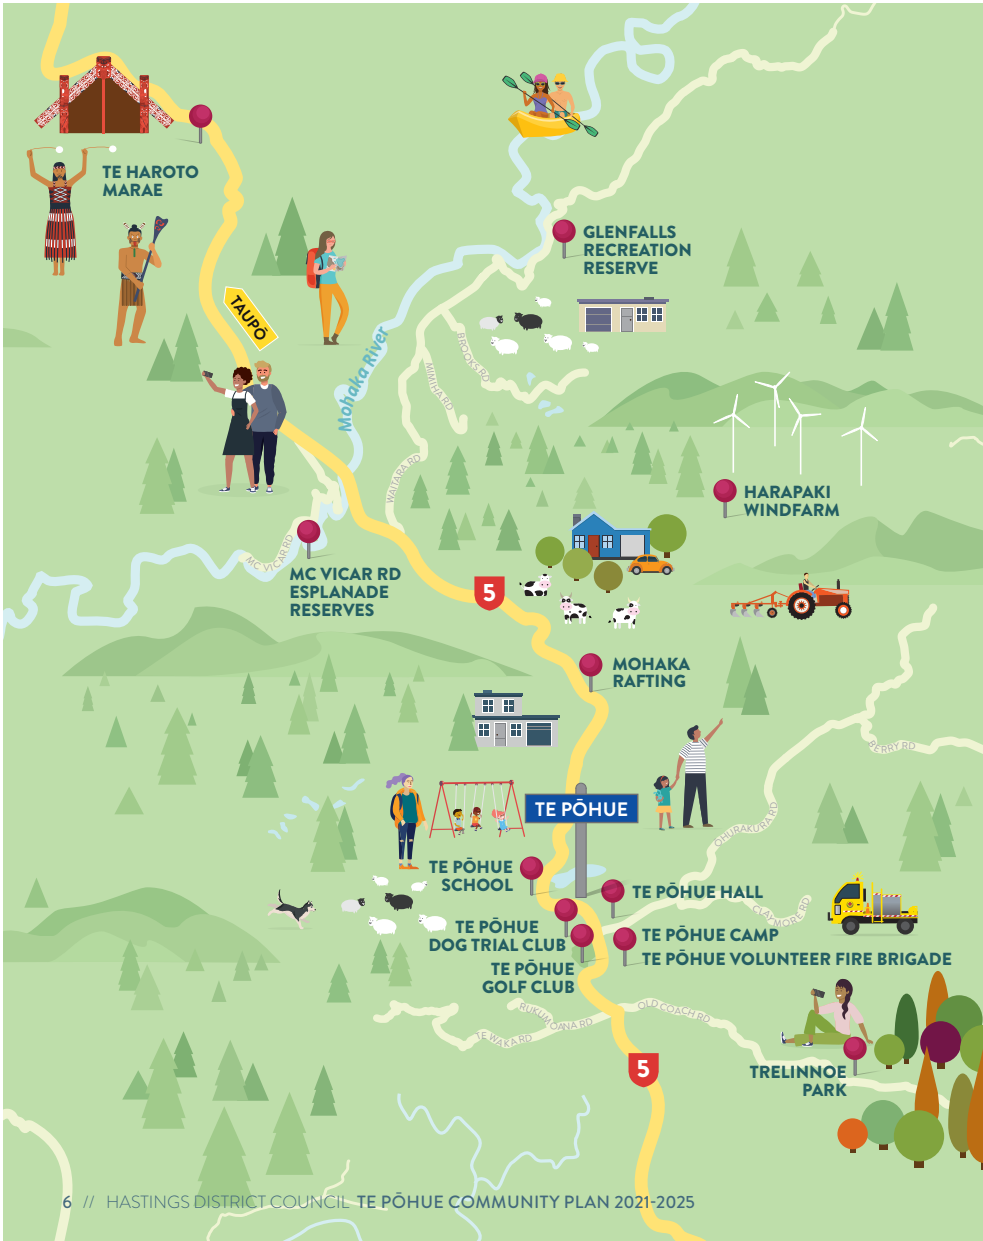 TE HAROTO
MARAE
GLENFALLS
RECREATION
RESERVE
TAUPŌ
Mohaka River
MIMIHA RD
WAITARA RD
HARAPAKI
WINDFARM
MC VICAR RD
MC VICAR RD
ESPLANADE
RESERVES
5
MOHAKA
RAFTING
BERRY RD
TE PŌHUE
OHURAKURA RD
TE PŌHUE
SCHOOL
TE PŌHUE HALL
CLAYMORE RD
TE PŌHUE
DOG TRIAL CLUB
TE PŌHUE CAMP
TE PŌHUE VOLUNTEER FIRE BRIGADE
TE PŌHUE
GOLF CLUB
RUKUMOANA RD
OLD COACH RD
TE WAKA RD
5
TRELINNOE
PARK
6 // HASTINGS DISTRICT COUNCIL TE PŌHUE COMMUNITY PLAN 2021-2025